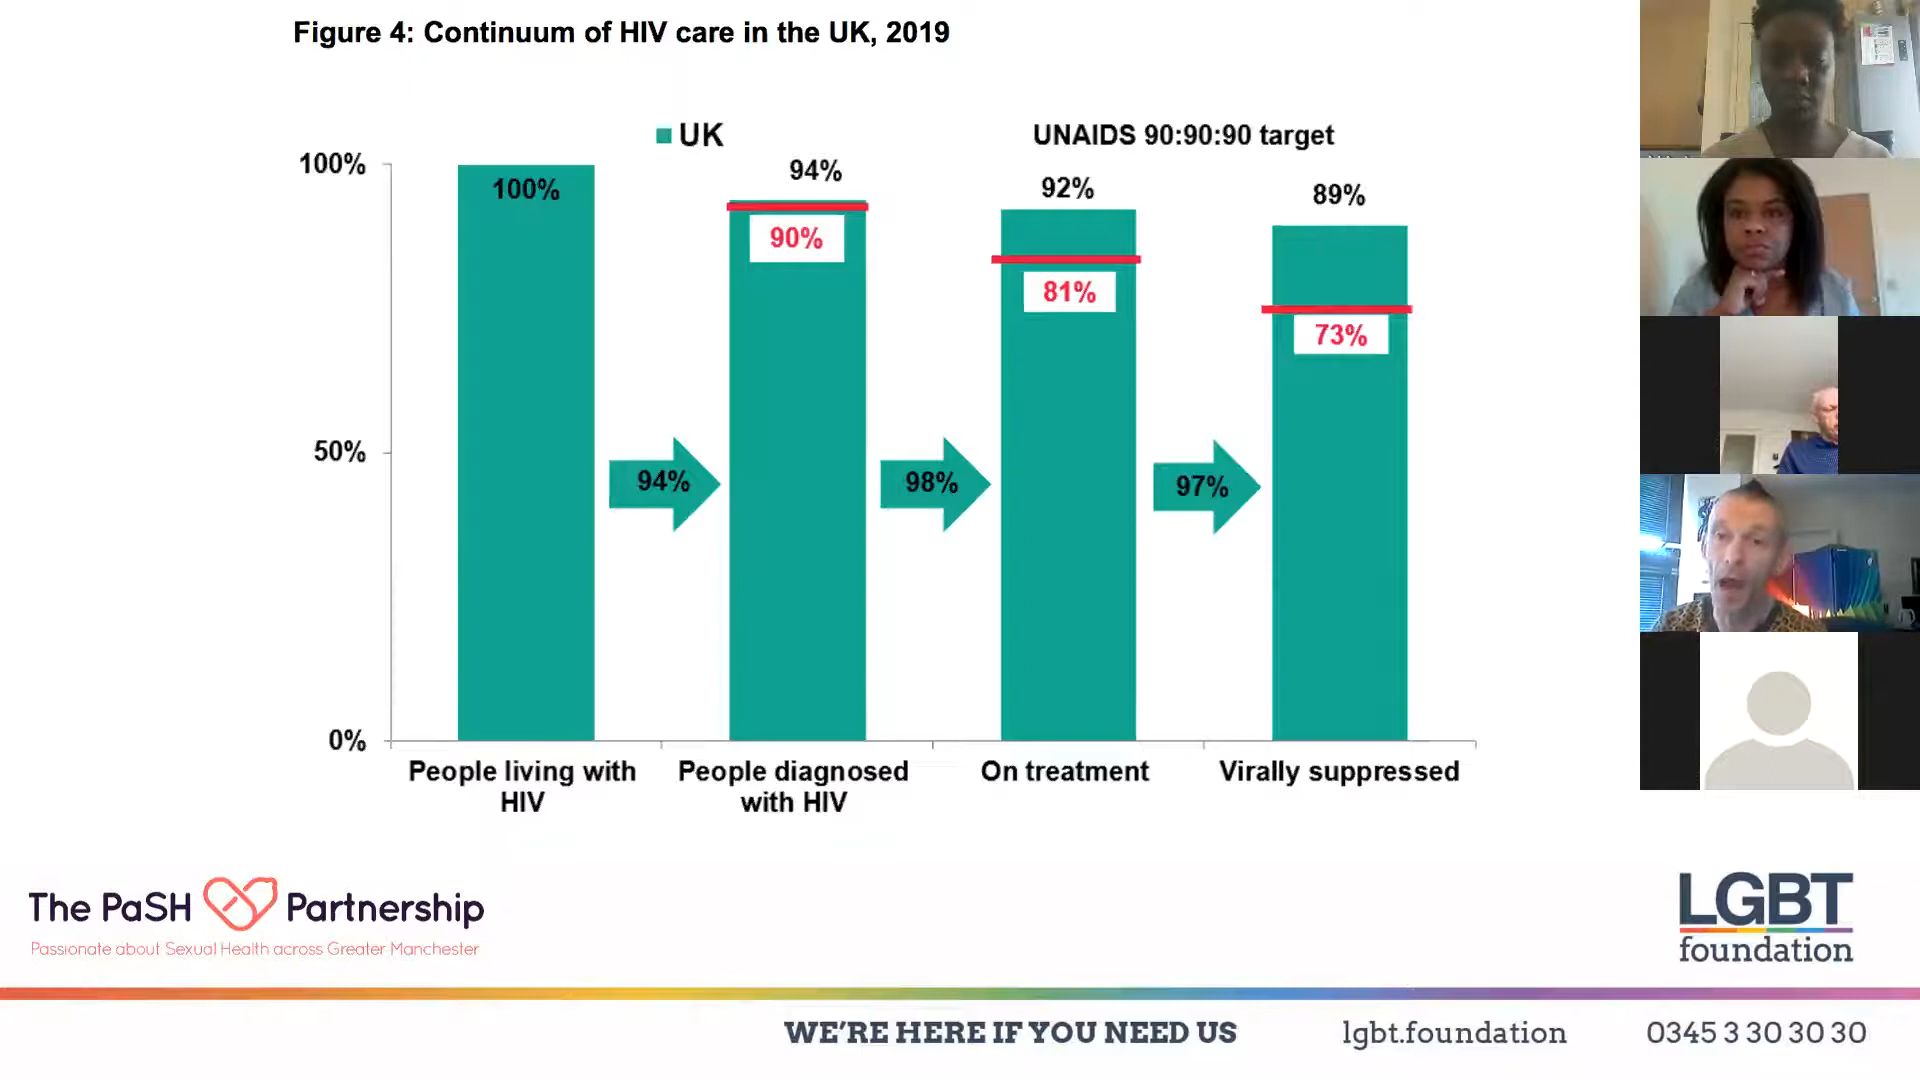 Figure 4: Continuum of HIV care in the UK, 2019
UK
UNAIDS 90:90:90 target
100%
50%
0%
100%
94%
90%
92%
81%
89%
73%
94%
98%
97%
People living with
HIV
People diagnosed
with HIV
On treatment
Virally suppressed
The PaSH Partnership
Passionate about Sexual Health across Greater Manchester
LGBT
foundation
WE'RE HERE IF YOU NEED US
lgbt.foundation
0345 3 30 30 30